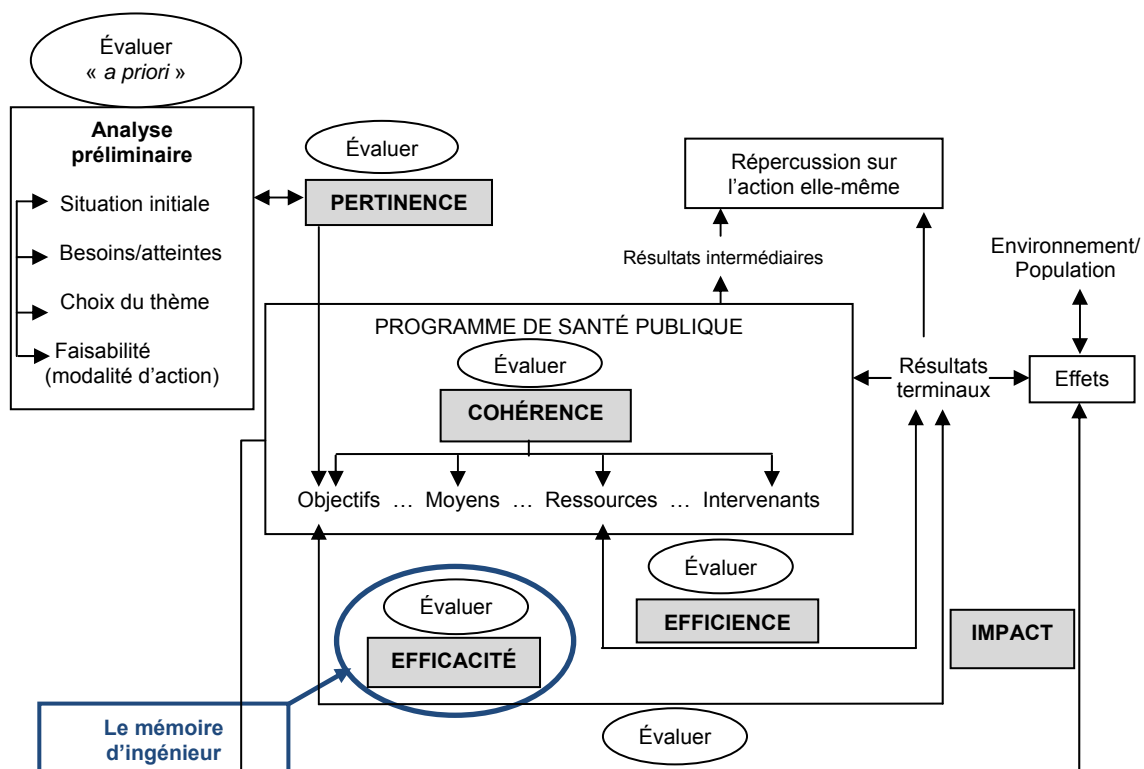 Évaluer
« a priori »
Analyse
préliminaire
Situation initiale
Besoins/atteintes
Choix du thème
Faisabilité
(modalité d'action)
Évaluer
PERTINENCE
Répercussion sur
l'action elle-même
Résultats intermédiaires
Environnement/
Population
PROGRAMME DE SANTÉ PUBLIQUE
Évaluer
COHÉRENCE
Objectifs … Moyens … Ressources … Intervenants
Résultats
terminaux
Effets
Évaluer
EFFICIENCE
Évaluer
EFFICACITÉ
IMPACT
Le mémoire
d'ingénieur
Évaluer